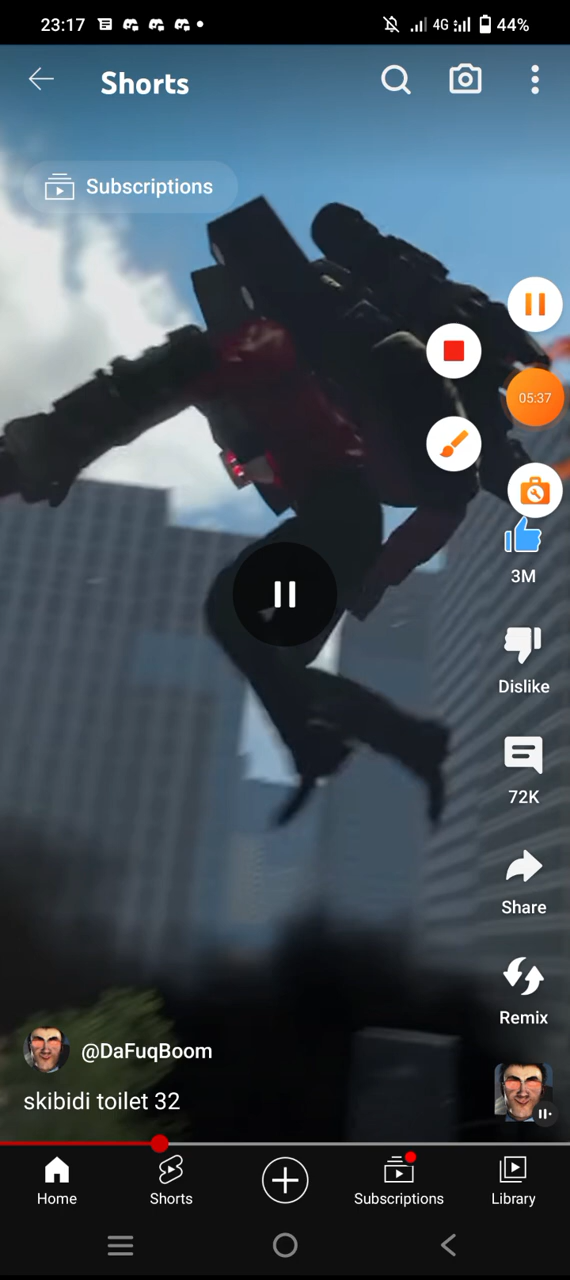 23:17
4G
44%
Shorts
Subscriptions
05:37
3M
Dislike
72K
Share
Remix
@DaFuqBoom
skibidi toilet 32
Home
Shorts
Subscriptions
Library